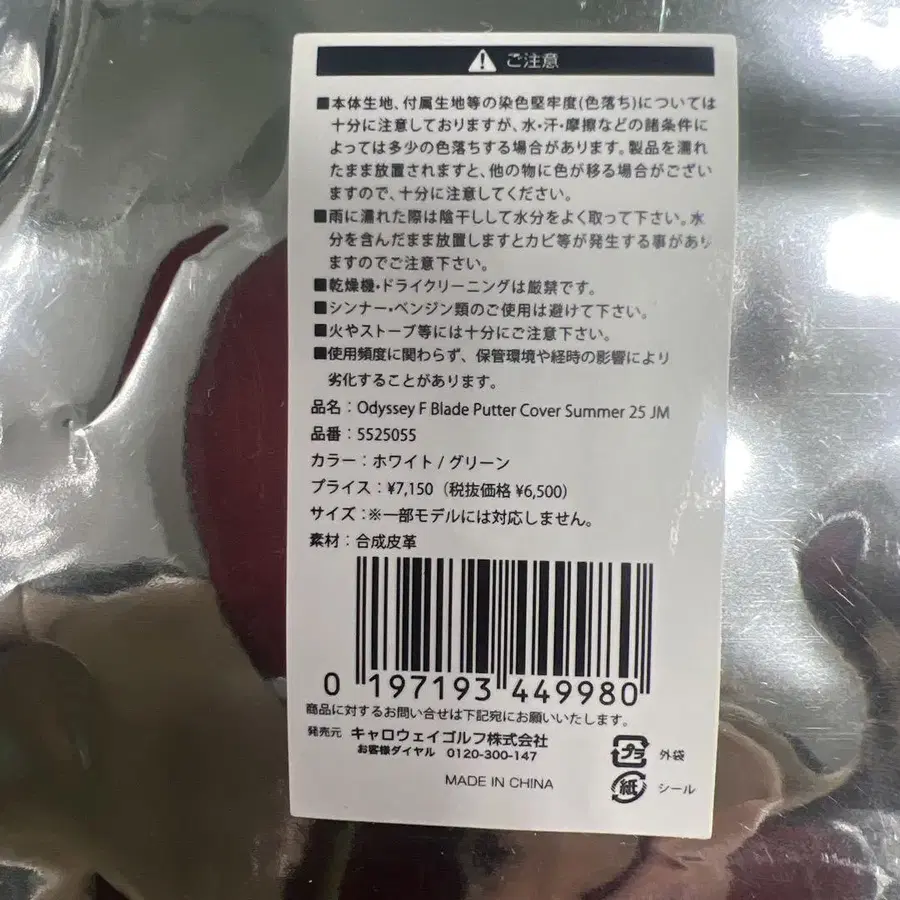 ご注意
■本体生地、付属生地等の染色堅牢度(色落ち)については
十分に注意しておりますが、水・汗・摩擦などの諸条件に
よっては多少の色落ちする場合があります。製品を濡れ
たまま放置されますと、他の物に色が移る場合がござい
ますので、十分に注意してください。
■雨に濡れた際は陰干しして水分をよく取って下さい。水
分を含んだまま放置しますとカビ等が発生する事があり
ますのでご注意下さい。
■乾燥機・ドライクリーニングは厳禁です。
■シンナー・ベンジン類のご使用は避けて下さい。
■火やストーブ等には十分にご注意下さい。
■使用頻度に関わらず、保管環境や経時の影響により
劣化することがあります。
品名:Odyssey F Blade Putter Cover Summer 25 JM
品番:5525055
カラー:ホワイト / グリーン
プライス:¥7,150(税抜価格 ¥6,500)
サイズ:※一部モデルには対応しません。
素材:合成皮革
0 197193 449980
商品に対するお問い合せは下記宛にお願いいたします。
発売元 キャロウェイゴルフ株式会社
お客様ダイヤル 0120-300-147
MADE IN CHINA
プラ 外袋
紙 シール